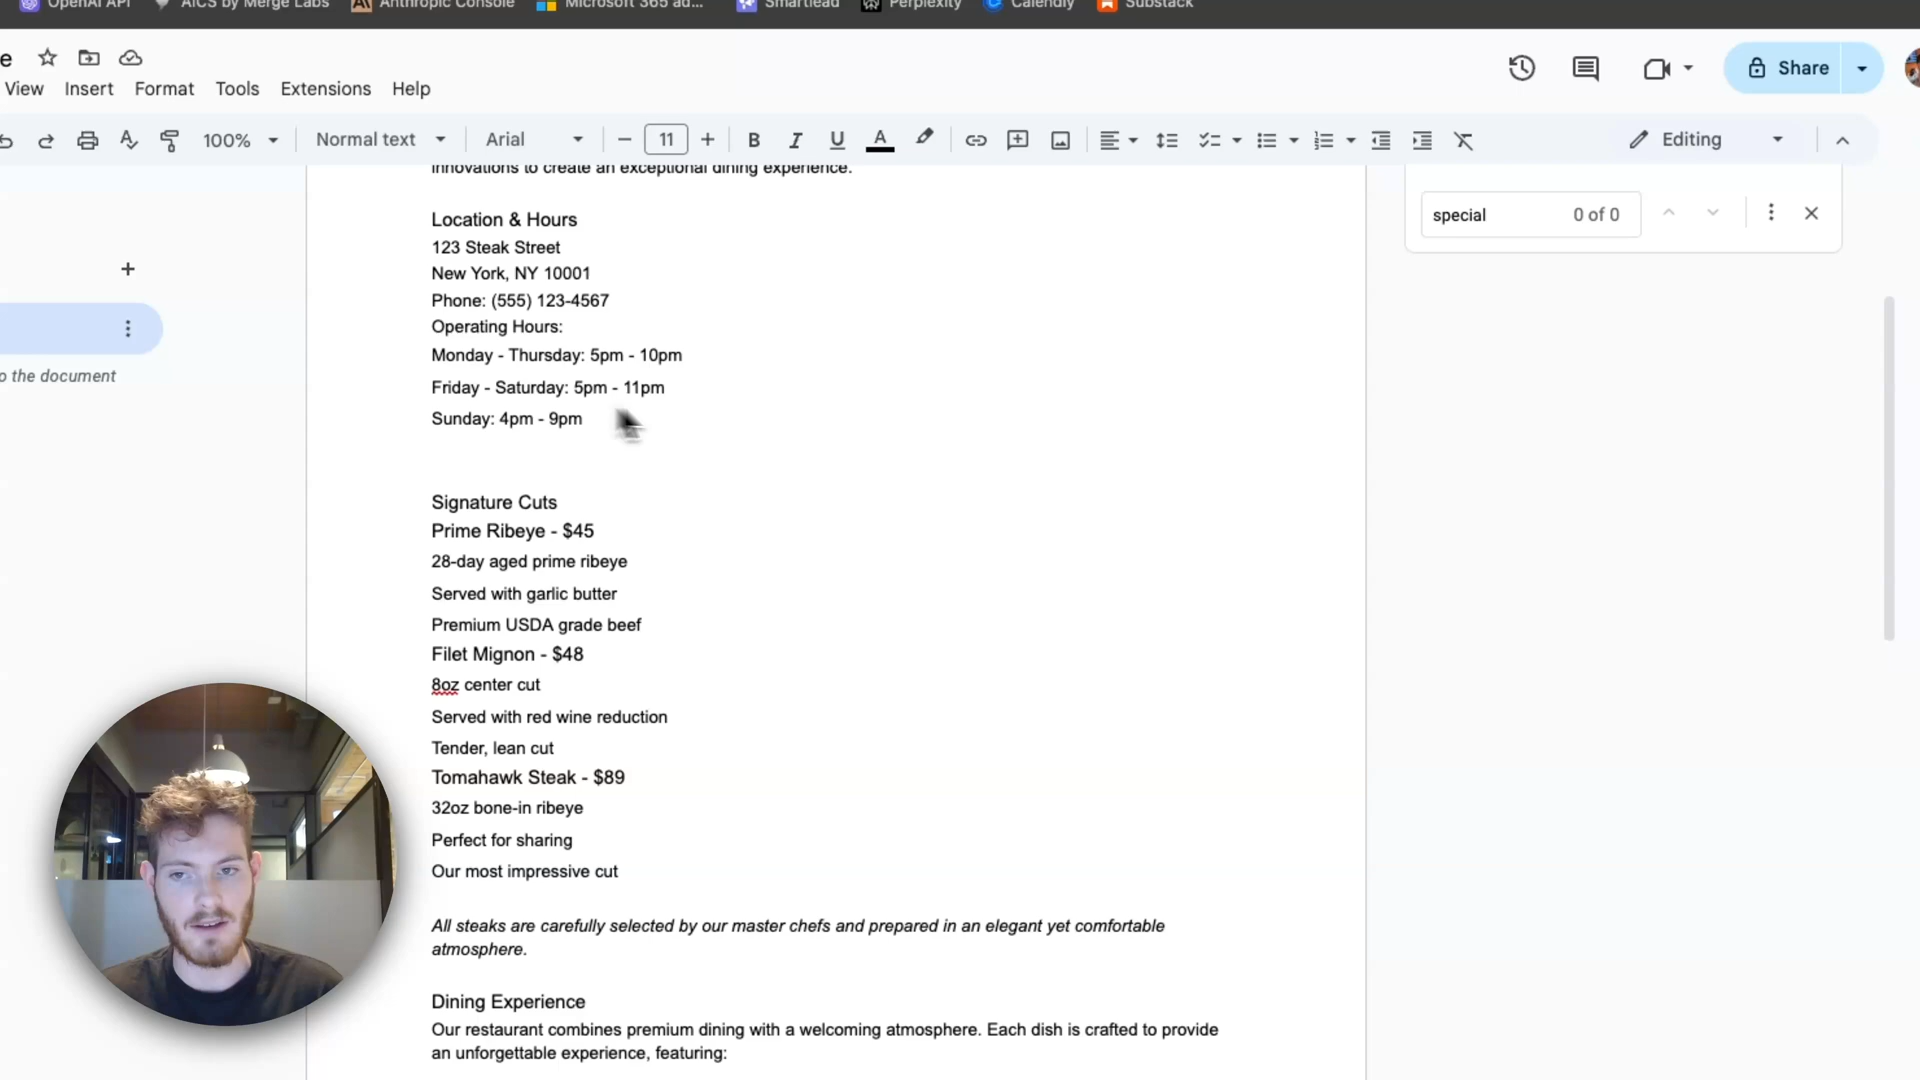 OpenAI API AICS by Merge Labs Anthropic Console Microsoft 365 ad... Smartlead Perplexity Calendly Substack
e
View Insert Format Tools Extensions Help
Share
100% Normal text Arial 11 Editing
innovations to create an exceptional dining experience.
special 0 of 0
Location & Hours
123 Steak Street
New York, NY 10001
Phone: (555) 123-4567
Operating Hours:
Monday - Thursday: 5pm - 10pm
o the document
Friday - Saturday: 5pm - 11pm
Sunday: 4pm - 9pm
Signature Cuts
Prime Ribeye - $45
28-day aged prime ribeye
Served with garlic butter
Premium USDA grade beef
Filet Mignon - $48
8oz center cut
Served with red wine reduction
Tender, lean cut
Tomahawk Steak - $89
32oz bone-in ribeye
Perfect for sharing
Our most impressive cut
All steaks are carefully selected by our master chefs and prepared in an elegant yet comfortable
atmosphere.
Dining Experience
Our restaurant combines premium dining with a welcoming atmosphere. Each dish is crafted to provide
an unforgettable experience, featuring: